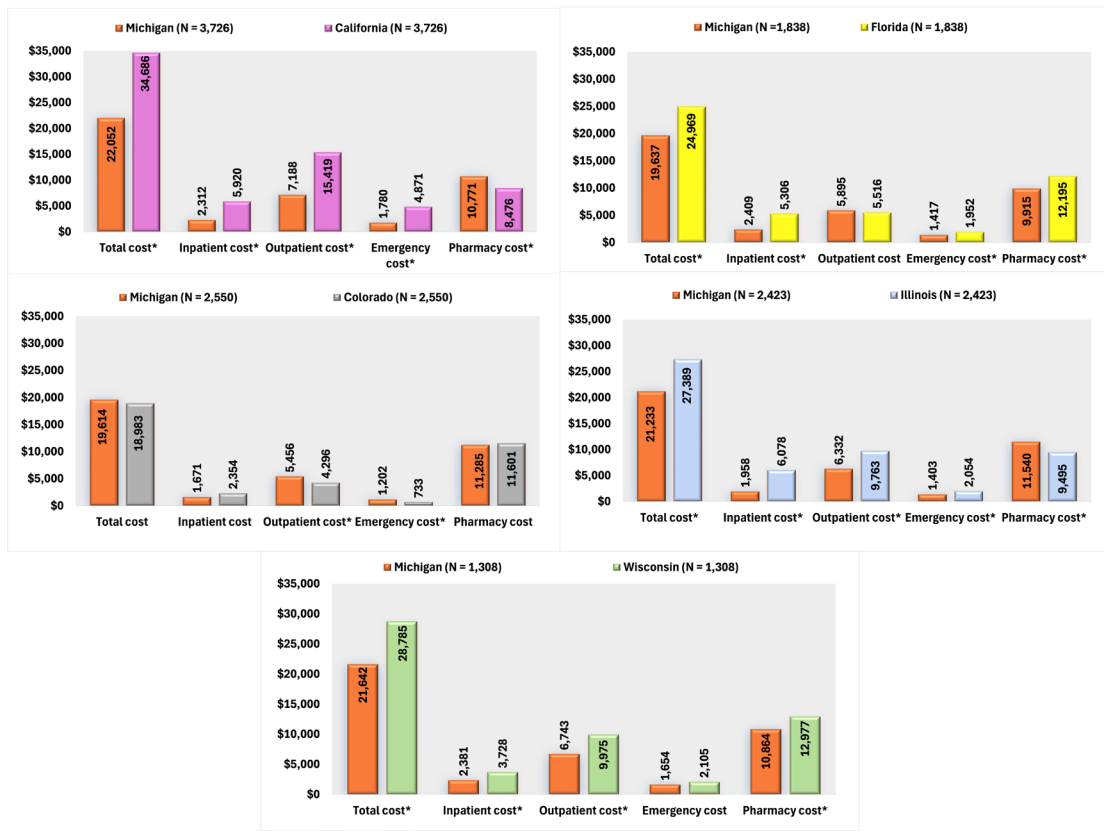 Michigan (N = 3,726) California (N = 3,726)
$35,000
$30,000
$25,000
$20,000
$15,000
$10,000
$5,000
$0
22,052 34,686 2,312 5,920 7,188 15,419 1,780 4,871 10,771 8,476
Total cost* Inpatient cost* Outpatient cost* Emergency cost* Pharmacy cost*
Michigan (N =1,838) Florida (N = 1,838)
$35,000
$30,000
$25,000
$20,000
$15,000
$10,000
$5,000
$0
19,637 24,969 2,409 5,306 5,895 5,516 1,417 1,952 9,915 12,195
Total cost* Inpatient cost* Outpatient cost Emergency cost* Pharmacy cost*
Michigan (N = 2,550) Colorado (N = 2,550)
$35,000
$30,000
$25,000
$20,000
$15,000
$10,000
$5,000
$0
19,614 18,983 1,671 2,354 5,456 4,296 1,202 733 11,285 11,601
Total cost Inpatient cost Outpatient cost* Emergency cost* Pharmacy cost
Michigan (N = 2,423) Illinois (N = 2,423)
$35,000
$30,000
$25,000
$20,000
$15,000
$10,000
$5,000
$0
21,233 27,389 1,958 6,078 6,332 9,763 1,403 2,054 11,540 9,495
Total cost* Inpatient cost* Outpatient cost* Emergency cost* Pharmacy cost*
Michigan (N = 1,308) Wisconsin (N = 1,308)
$35,000
$30,000
$25,000
$20,000
$15,000
$10,000
$5,000
$0
21,642 28,785 2,381 3,728 6,743 9,975 1,654 2,105 10,864 12,977
Total cost* Inpatient cost* Outpatient cost* Emergency cost Pharmacy cost*